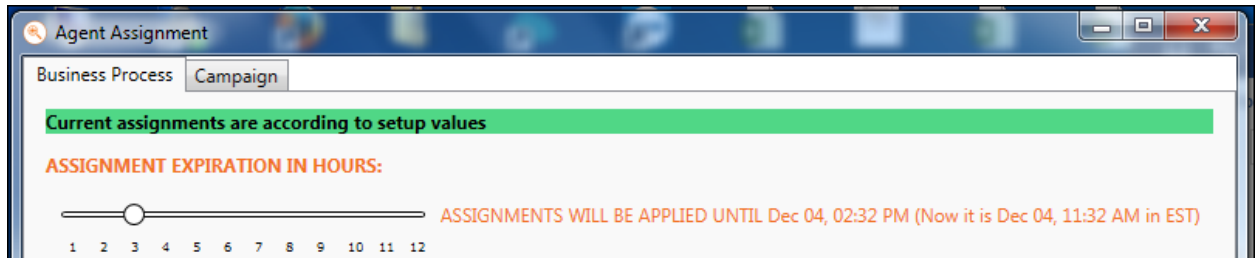 Agent Assignment
Business Process Campaign
Current assignments are according to setup values
ASSIGNMENT EXPIRATION IN HOURS:
ASSIGNMENTS WILL BE APPLIED UNTIL Dec 04, 02:32 PM (Now it is Dec 04, 11:32 AM in EST)
1 2 3 4 5 6 7 8 9 10 11 12